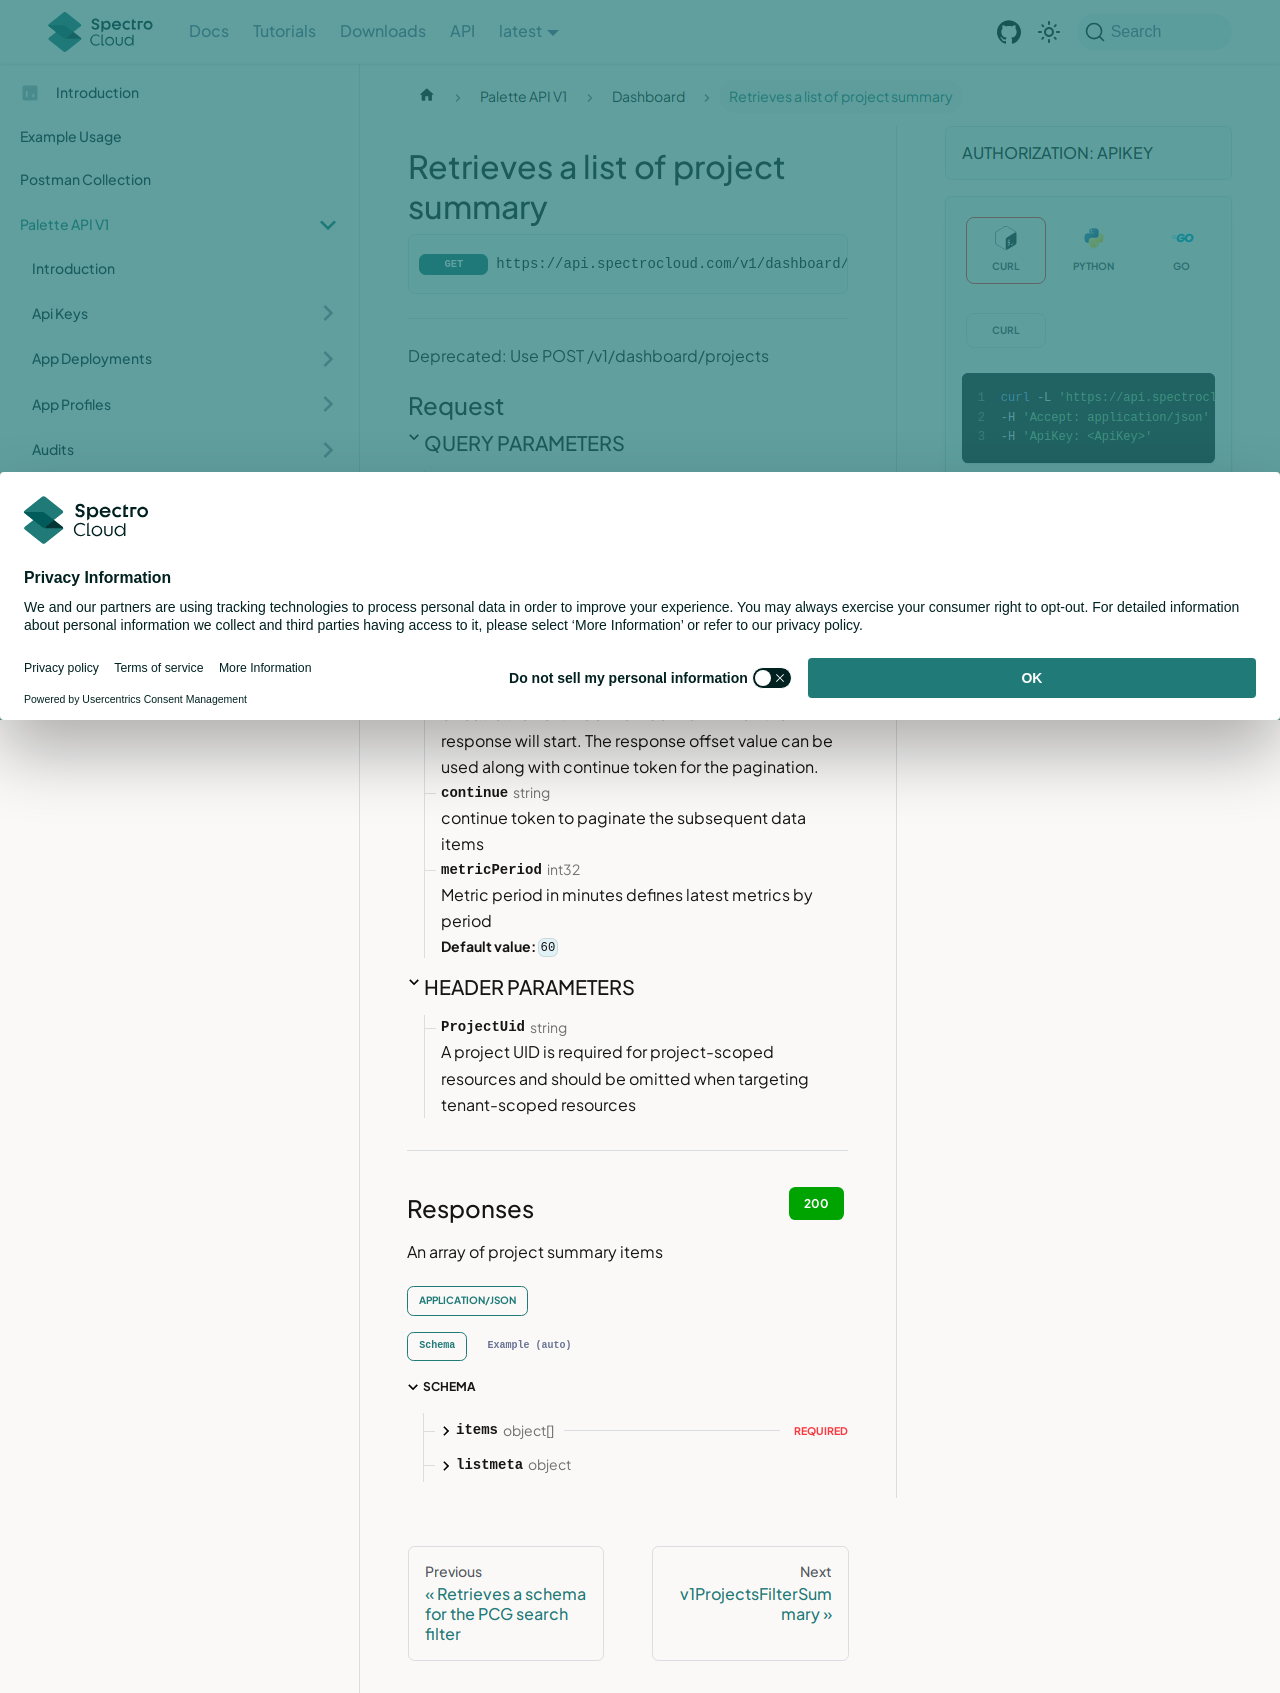 Spectro Cloud
Docs
Tutorials
Downloads
API
latest
Search
Introduction
Example Usage
Postman Collection
Palette API V1
Introduction
Api Keys
App Deployments
App Profiles
Audits
Palette API V1
Dashboard
Retrieves a list of project summary
Retrieves a list of project
summary
GET https://api.spectrocloud.com/v1/dashboard/
Deprecated: Use POST /v1/dashboard/projects
Request
QUERY PARAMETERS
AUTHORIZATION: APIKEY
CURL
PYTHON
GO
CURL
1 curl -L 'https://api.spectrocl
2 -H 'Accept: application/json'
3 -H 'ApiKey: <ApiKey>'
Spectro
Cloud
Privacy Information
We and our partners are using tracking technologies to process personal data in order to improve your experience. You may always exercise your consumer right to opt-out. For detailed information
about personal information we collect and third parties having access to it, please select ‘More Information’ or refer to our privacy policy.
Privacy policy
Terms of service
More Information
Powered by Usercentrics Consent Management
Do not sell my personal information
OK
response will start. The response offset value can be
used along with continue token for the pagination.
continue string
continue token to paginate the subsequent data
items
metricPeriod int32
Metric period in minutes defines latest metrics by
period
Default value: 60
HEADER PARAMETERS
ProjectUid string
A project UID is required for project-scoped
resources and should be omitted when targeting
tenant-scoped resources
Responses
200
An array of project summary items
APPLICATION/JSON
Schema
Example (auto)
SCHEMA
items object[] REQUIRED
listmeta object
Previous
« Retrieves a schema
for the PCG search
filter
Next
v1ProjectsFilterSum
mary »